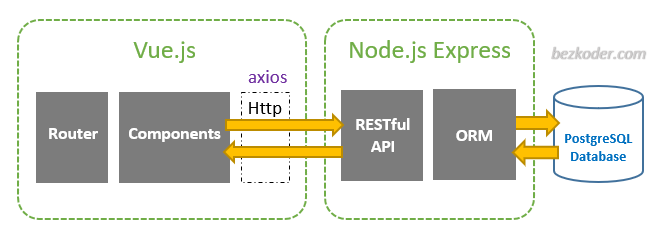 Vue.js
Node.js Express
bezkoder.com
axios
Http
Router
Components
RESTful
API
ORM
PostgreSQL
Database